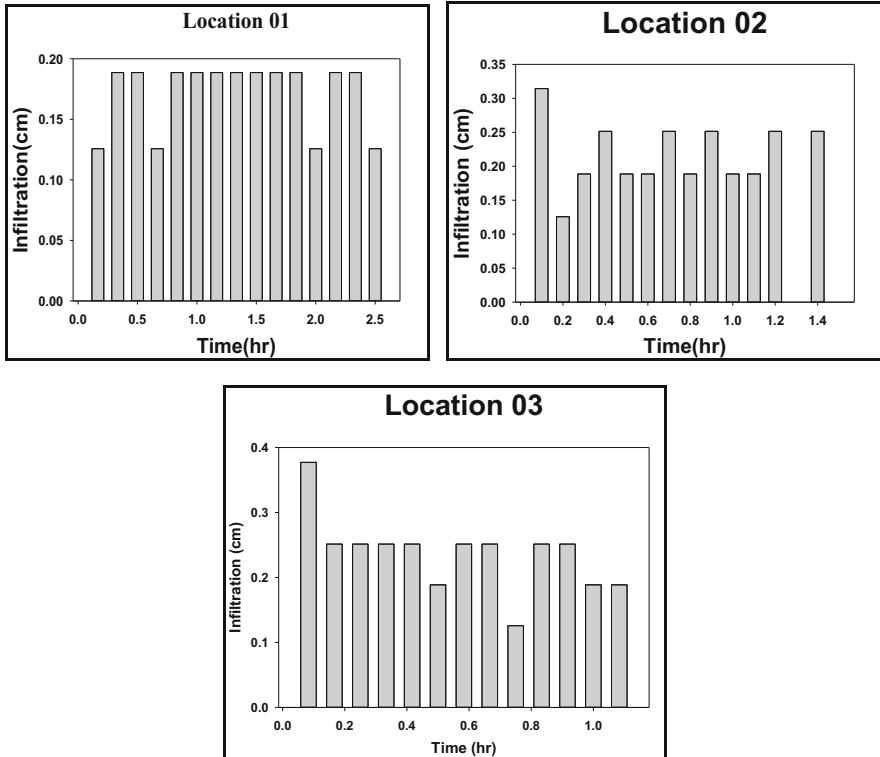 Location 01
0.20
0.15
0.10
0.05
0.00
Infiltration(cm)
0.0 0.5 1.0 1.5 2.0 2.5
Time(hr)
Location 02
0.35
0.30
0.25
0.20
0.15
0.10
0.05
0.00
Infiltration (cm)
0.0 0.2 0.4 0.6 0.8 1.0 1.2 1.4
Time(hr)
Location 03
0.4
0.3
0.2
0.1
0.0
Infiltration (cm)
0.0 0.2 0.4 0.6 0.8 1.0
Time (hr)